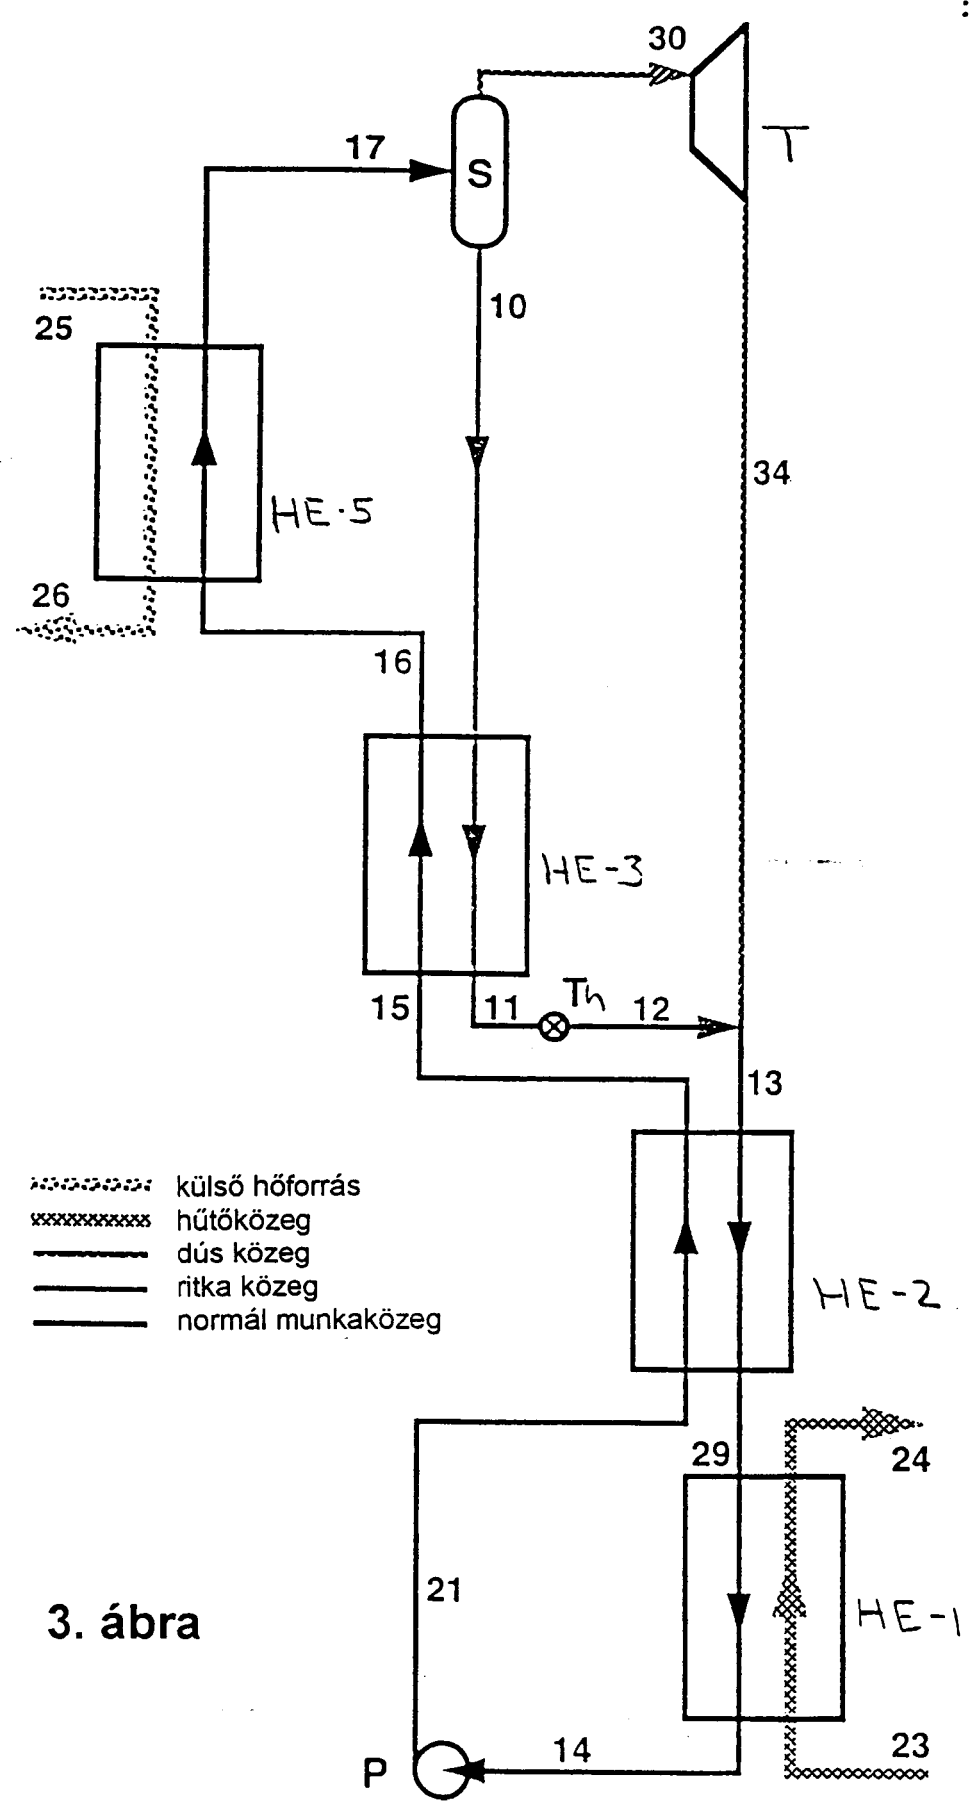 30
T
17
S
10
25
34
HE-5
26
16
HE-3
Th
15
11
12
13
külső hőforrás
hűtőközeg
dús közeg
ritka közeg
normál munkaközeg
HE-2
29
24
21
3. ábra
HE-1
23
14
P